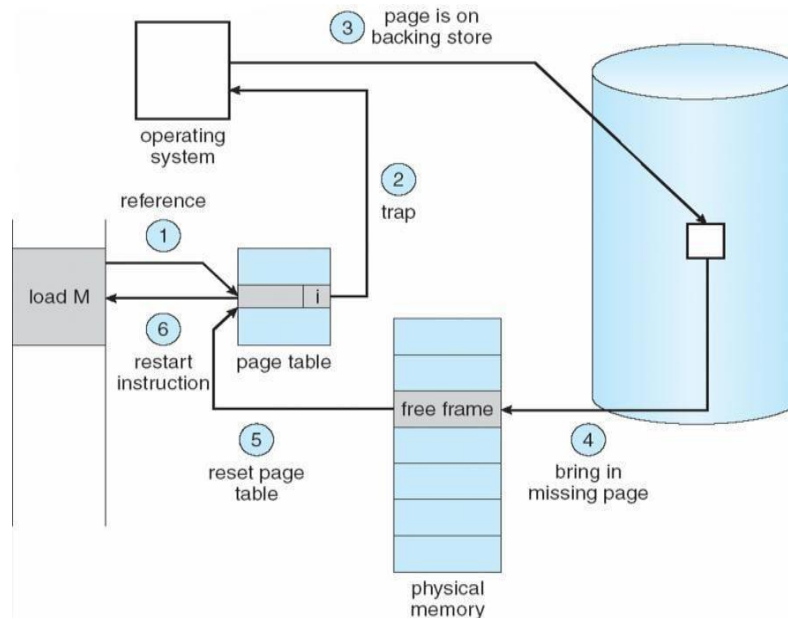 3
page is on
backing store
operating
system
2
trap
reference
1
load M
i
6
restart
instruction
page table
free frame
5
reset page
table
4
bring in
missing page
physical
memory